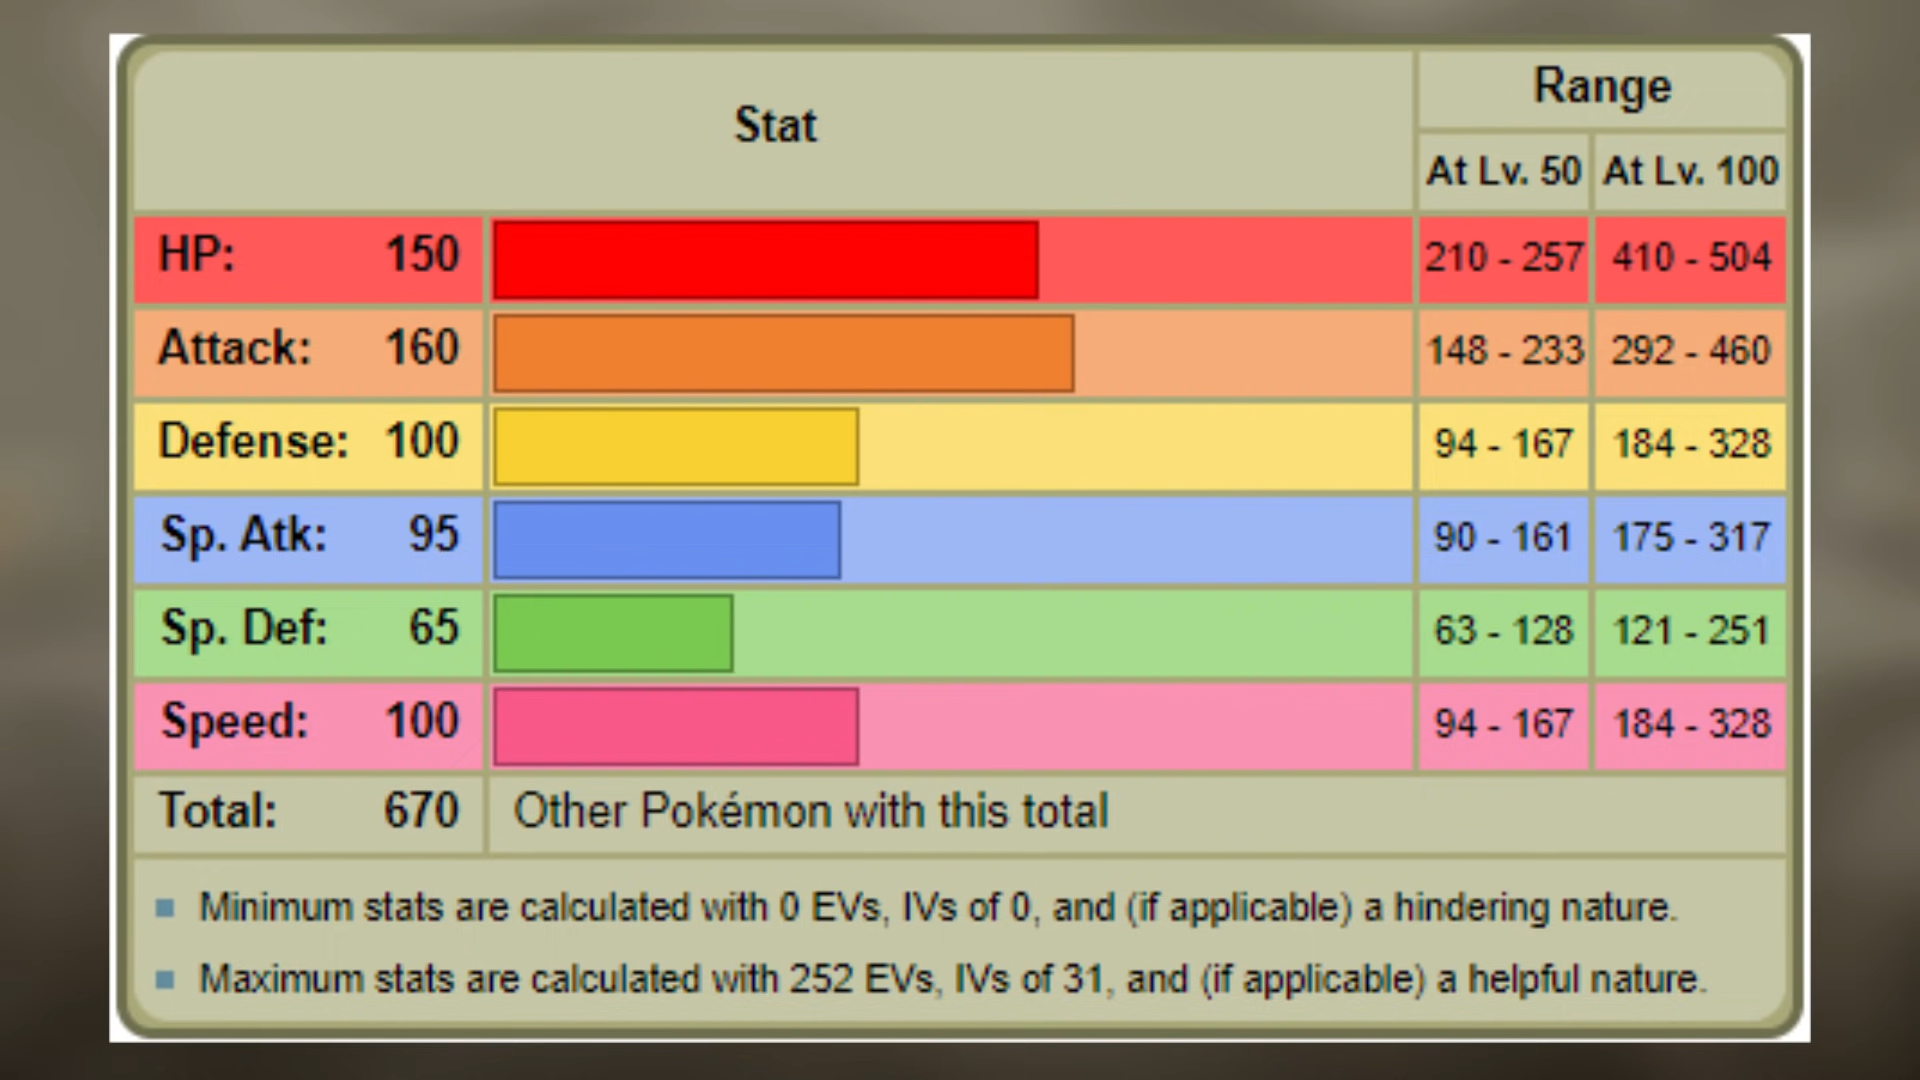 Stat
Range
At Lv. 50 At Lv. 100
HP: 150 210 - 257 410 - 504
Attack: 160 148 - 233 292 - 460
Defense: 100 94 - 167 184 - 328
Sp. Atk: 95 90 - 161 175 - 317
Sp. Def: 65 63 - 128 121 - 251
Speed: 100 94 - 167 184 - 328
Total: 670 Other Pokémon with this total
Minimum stats are calculated with 0 EVs, IVs of 0, and (if applicable) a hindering nature.
Maximum stats are calculated with 252 EVs, IVs of 31, and (if applicable) a helpful nature.